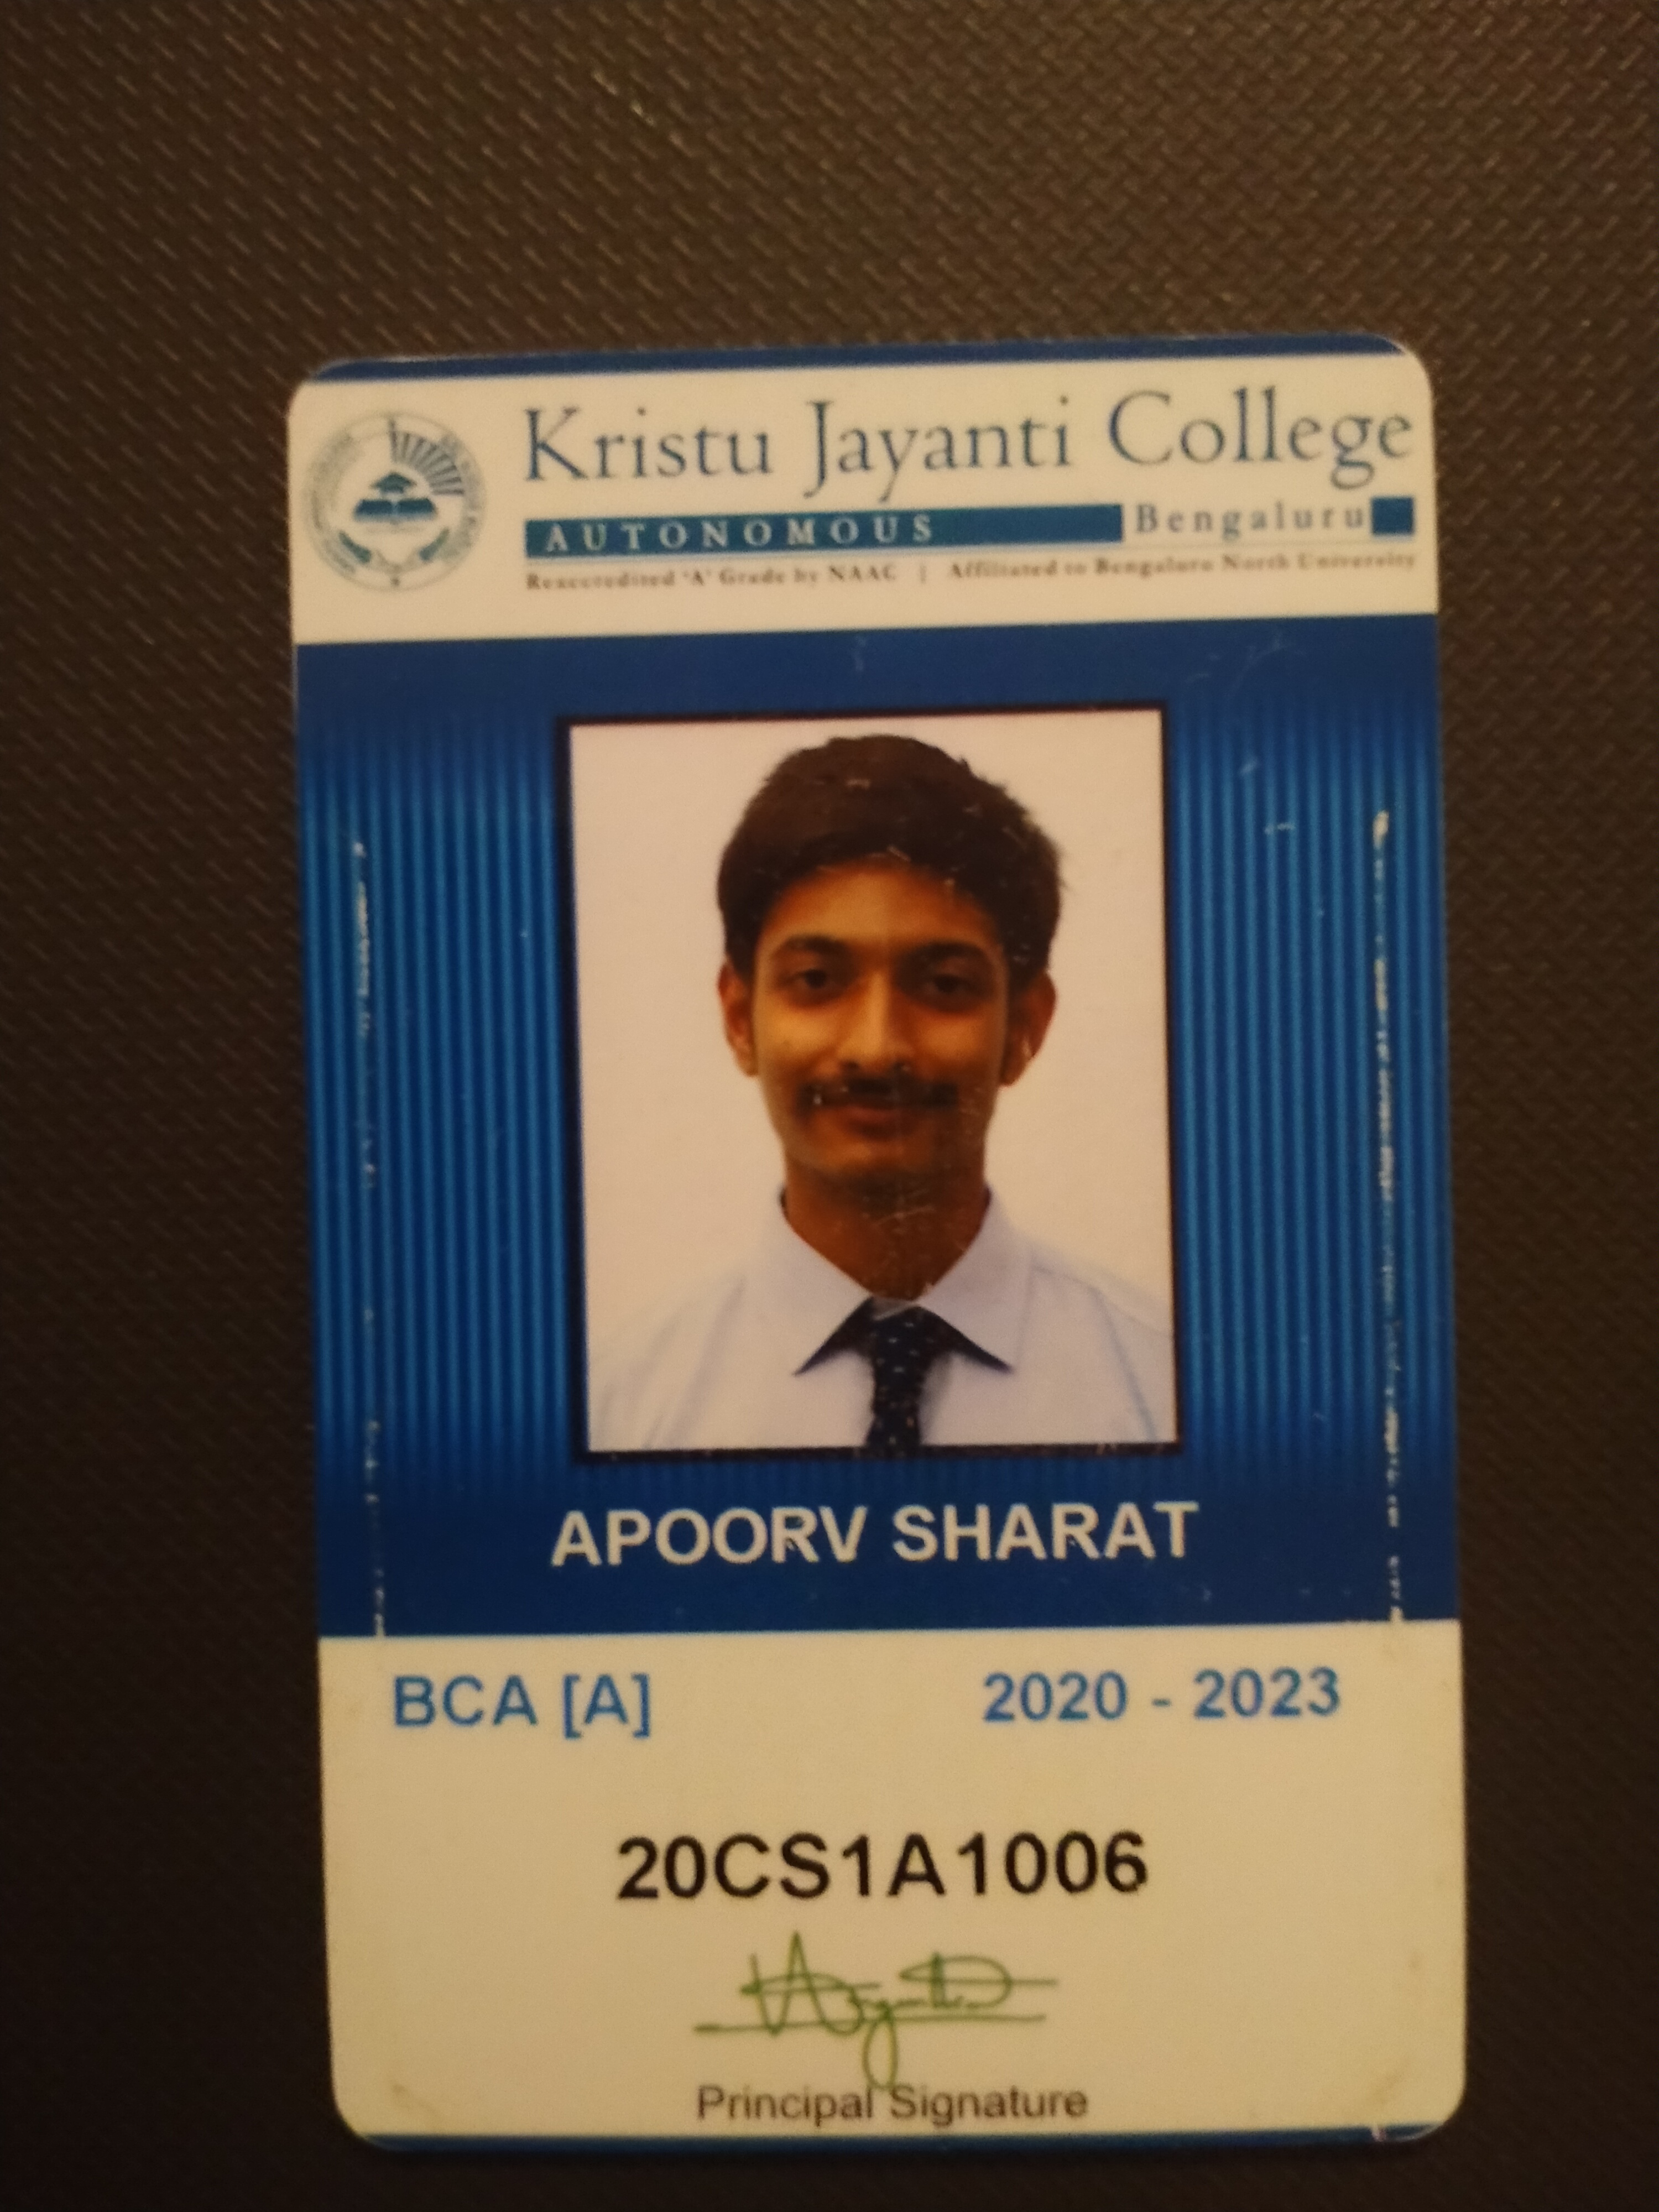 Kristu Jayanti College
AUTONOMOUS Bengaluru
Reaccredited 'A' Grade by NAAC | Affiliated to Bengaluru North University
APOORV SHARAT
BCA [A] 2020 - 2023
20CS1A1006
Principal Signature